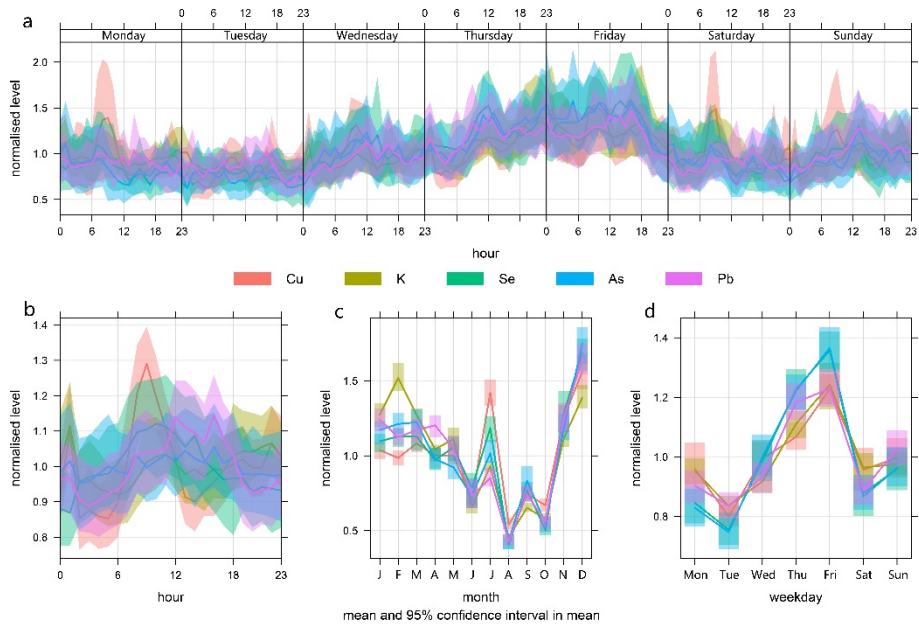 a
0 6 12 18 23 0 6 12 18 23 0 6 12 18 23
Monday Tuesday Wednesday Thursday Friday Saturday Sunday
normalised level
2.0
1.5
1.0
0.5
0 6 12 18 23 0 6 12 18 23 0 6 12 18 23 0 6 12 18 23
hour
Cu K Se As Pb
b
normalised level
1.4
1.3
1.2
1.1
1.0
0.9
0.8
0 6 12 18 23
hour
c
normalised level
1.5
1.0
0.5
J F M A M J J A S O N D
month
d
normalised level
1.4
1.2
1.0
0.8
Mon Tue Wed Thu Fri Sat Sun
weekday
mean and 95% confidence interval in mean